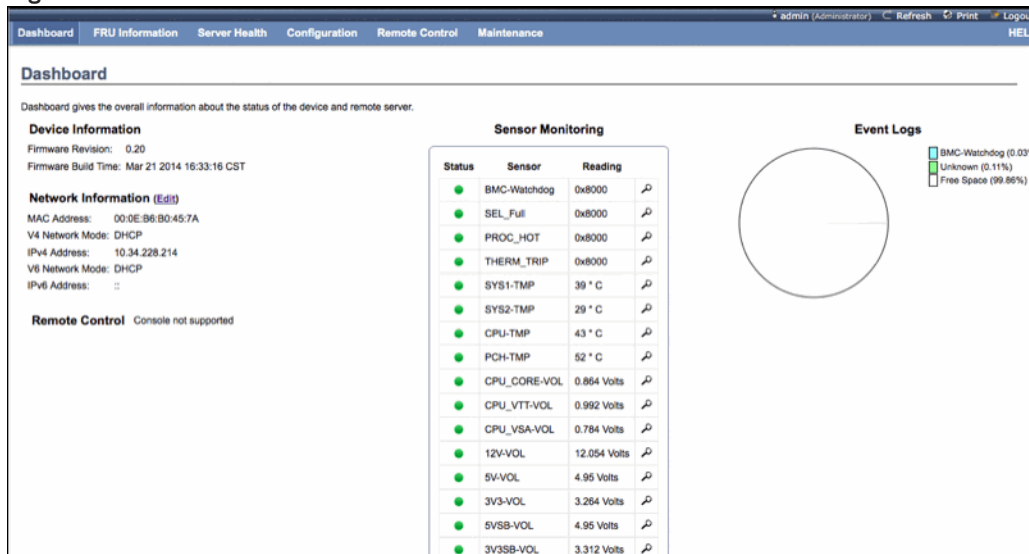 admin (Administrator) Refresh Print Logou
Dashboard FRU Information Server Health Configuration Remote Control Maintenance HEL
Dashboard
Dashboard gives the overall information about the status of the device and remote server.
Device Information
Firmware Revision: 0.20
Firmware Build Time: Mar 21 2014 16:33:16 CST
Network Information (Edit)
MAC Address: 00:0E:B6:B0:45:7A
V4 Network Mode: DHCP
IPv4 Address: 10.34.228.214
V6 Network Mode: DHCP
IPv6 Address: ::
Remote Control Console not supported
Sensor Monitoring
Status Sensor Reading
BMC-Watchdog 0x8000
SEL_Full 0x8000
PROC_HOT 0x8000
THERM_TRIP 0x8000
SYS1-TMP 39 ° C
SYS2-TMP 29 ° C
CPU-TMP 43 ° C
PCH-TMP 52 ° C
CPU_CORE-VOL 0.864 Volts
CPU_VTT-VOL 0.992 Volts
CPU_VSA-VOL 0.784 Volts
12V-VOL 12.054 Volts
5V-VOL 4.95 Volts
3V3-VOL 3.264 Volts
5VSB-VOL 4.95 Volts
3V3SB-VOL 3.312 Volts
Event Logs
BMC-Watchdog (0.03%
Unknown (0.11%)
Free Space (99.86%)